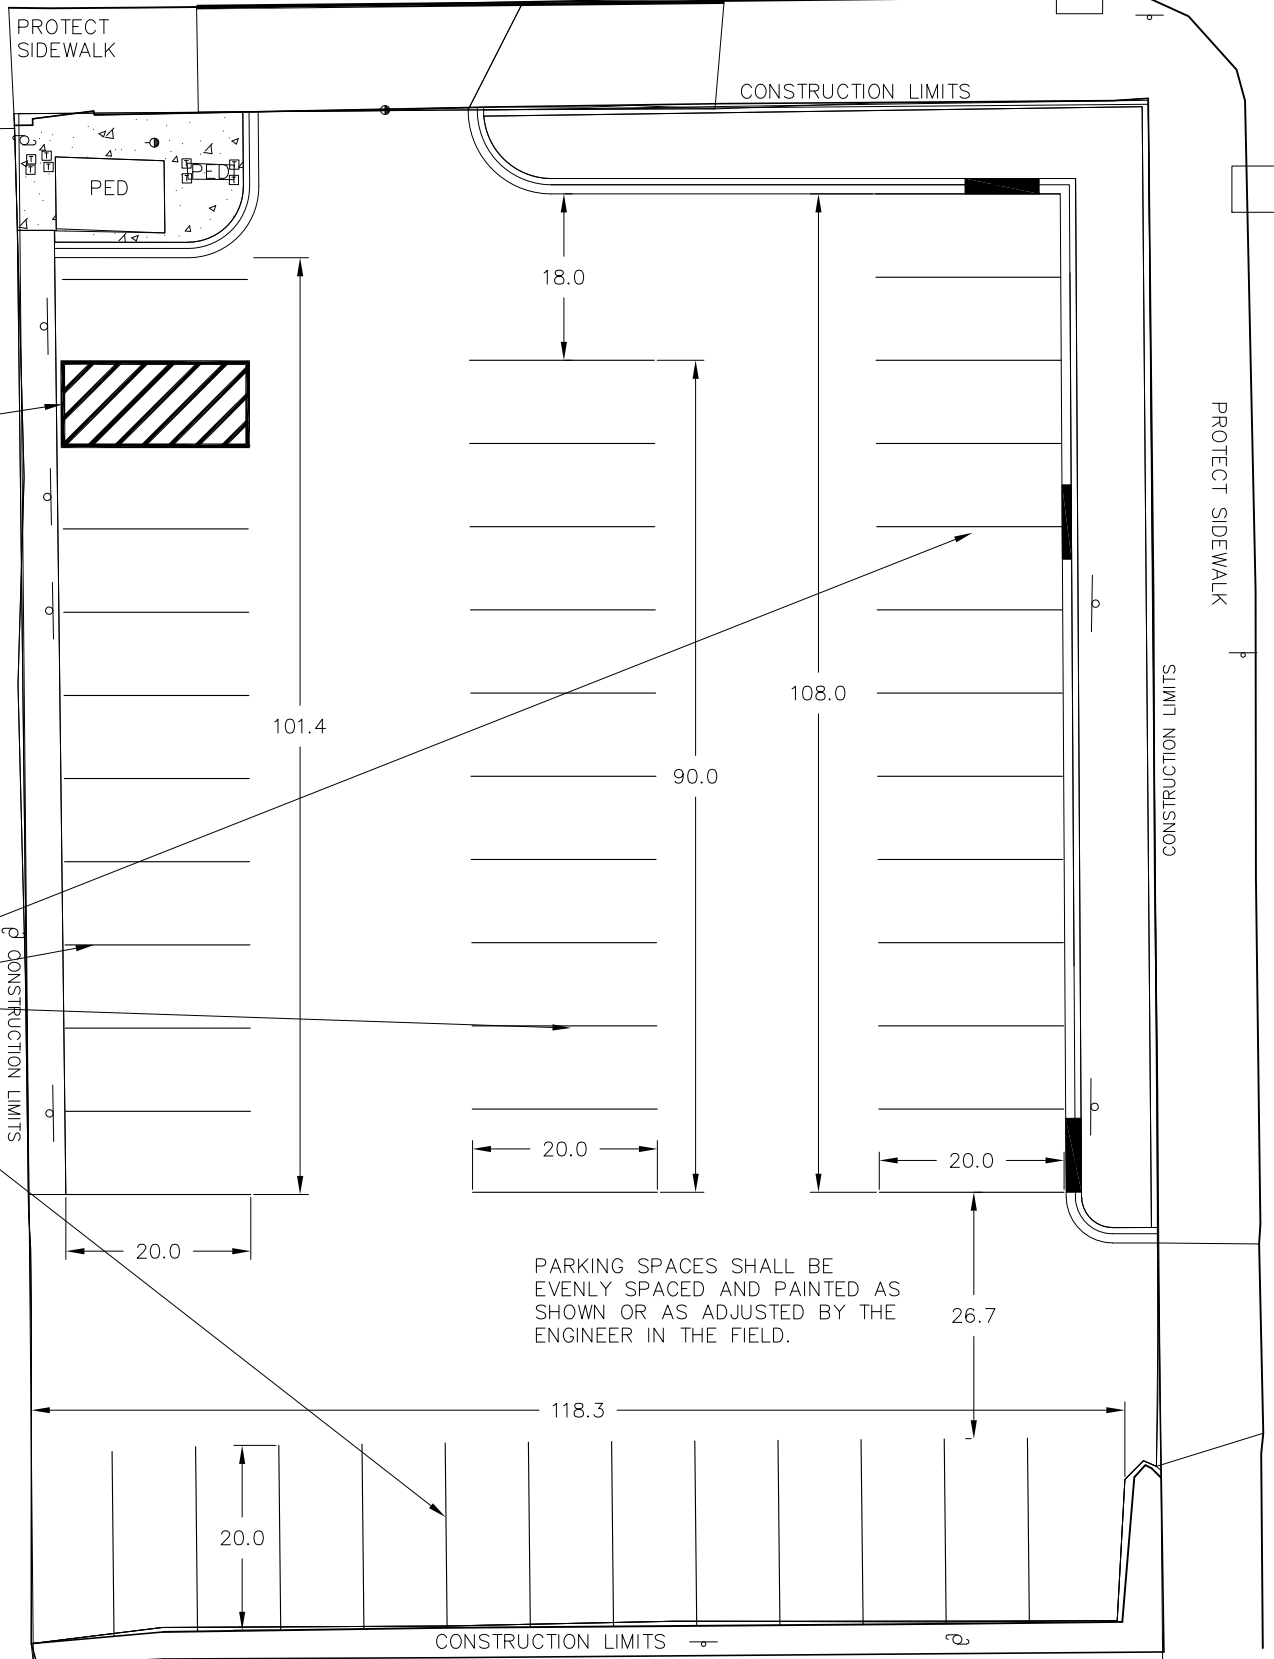 PROTECT
SIDEWALK
CONSTRUCTION LIMITS
PED
PED
18.0
PROTECT SIDEWALK
101.4
108.0
90.0
CONSTRUCTION LIMITS
CONSTRUCTION LIMITS
20.0
20.0
20.0
PARKING SPACES SHALL BE
EVENLY SPACED AND PAINTED AS
SHOWN OR AS ADJUSTED BY THE
ENGINEER IN THE FIELD.
26.7
118.3
20.0
CONSTRUCTION LIMITS